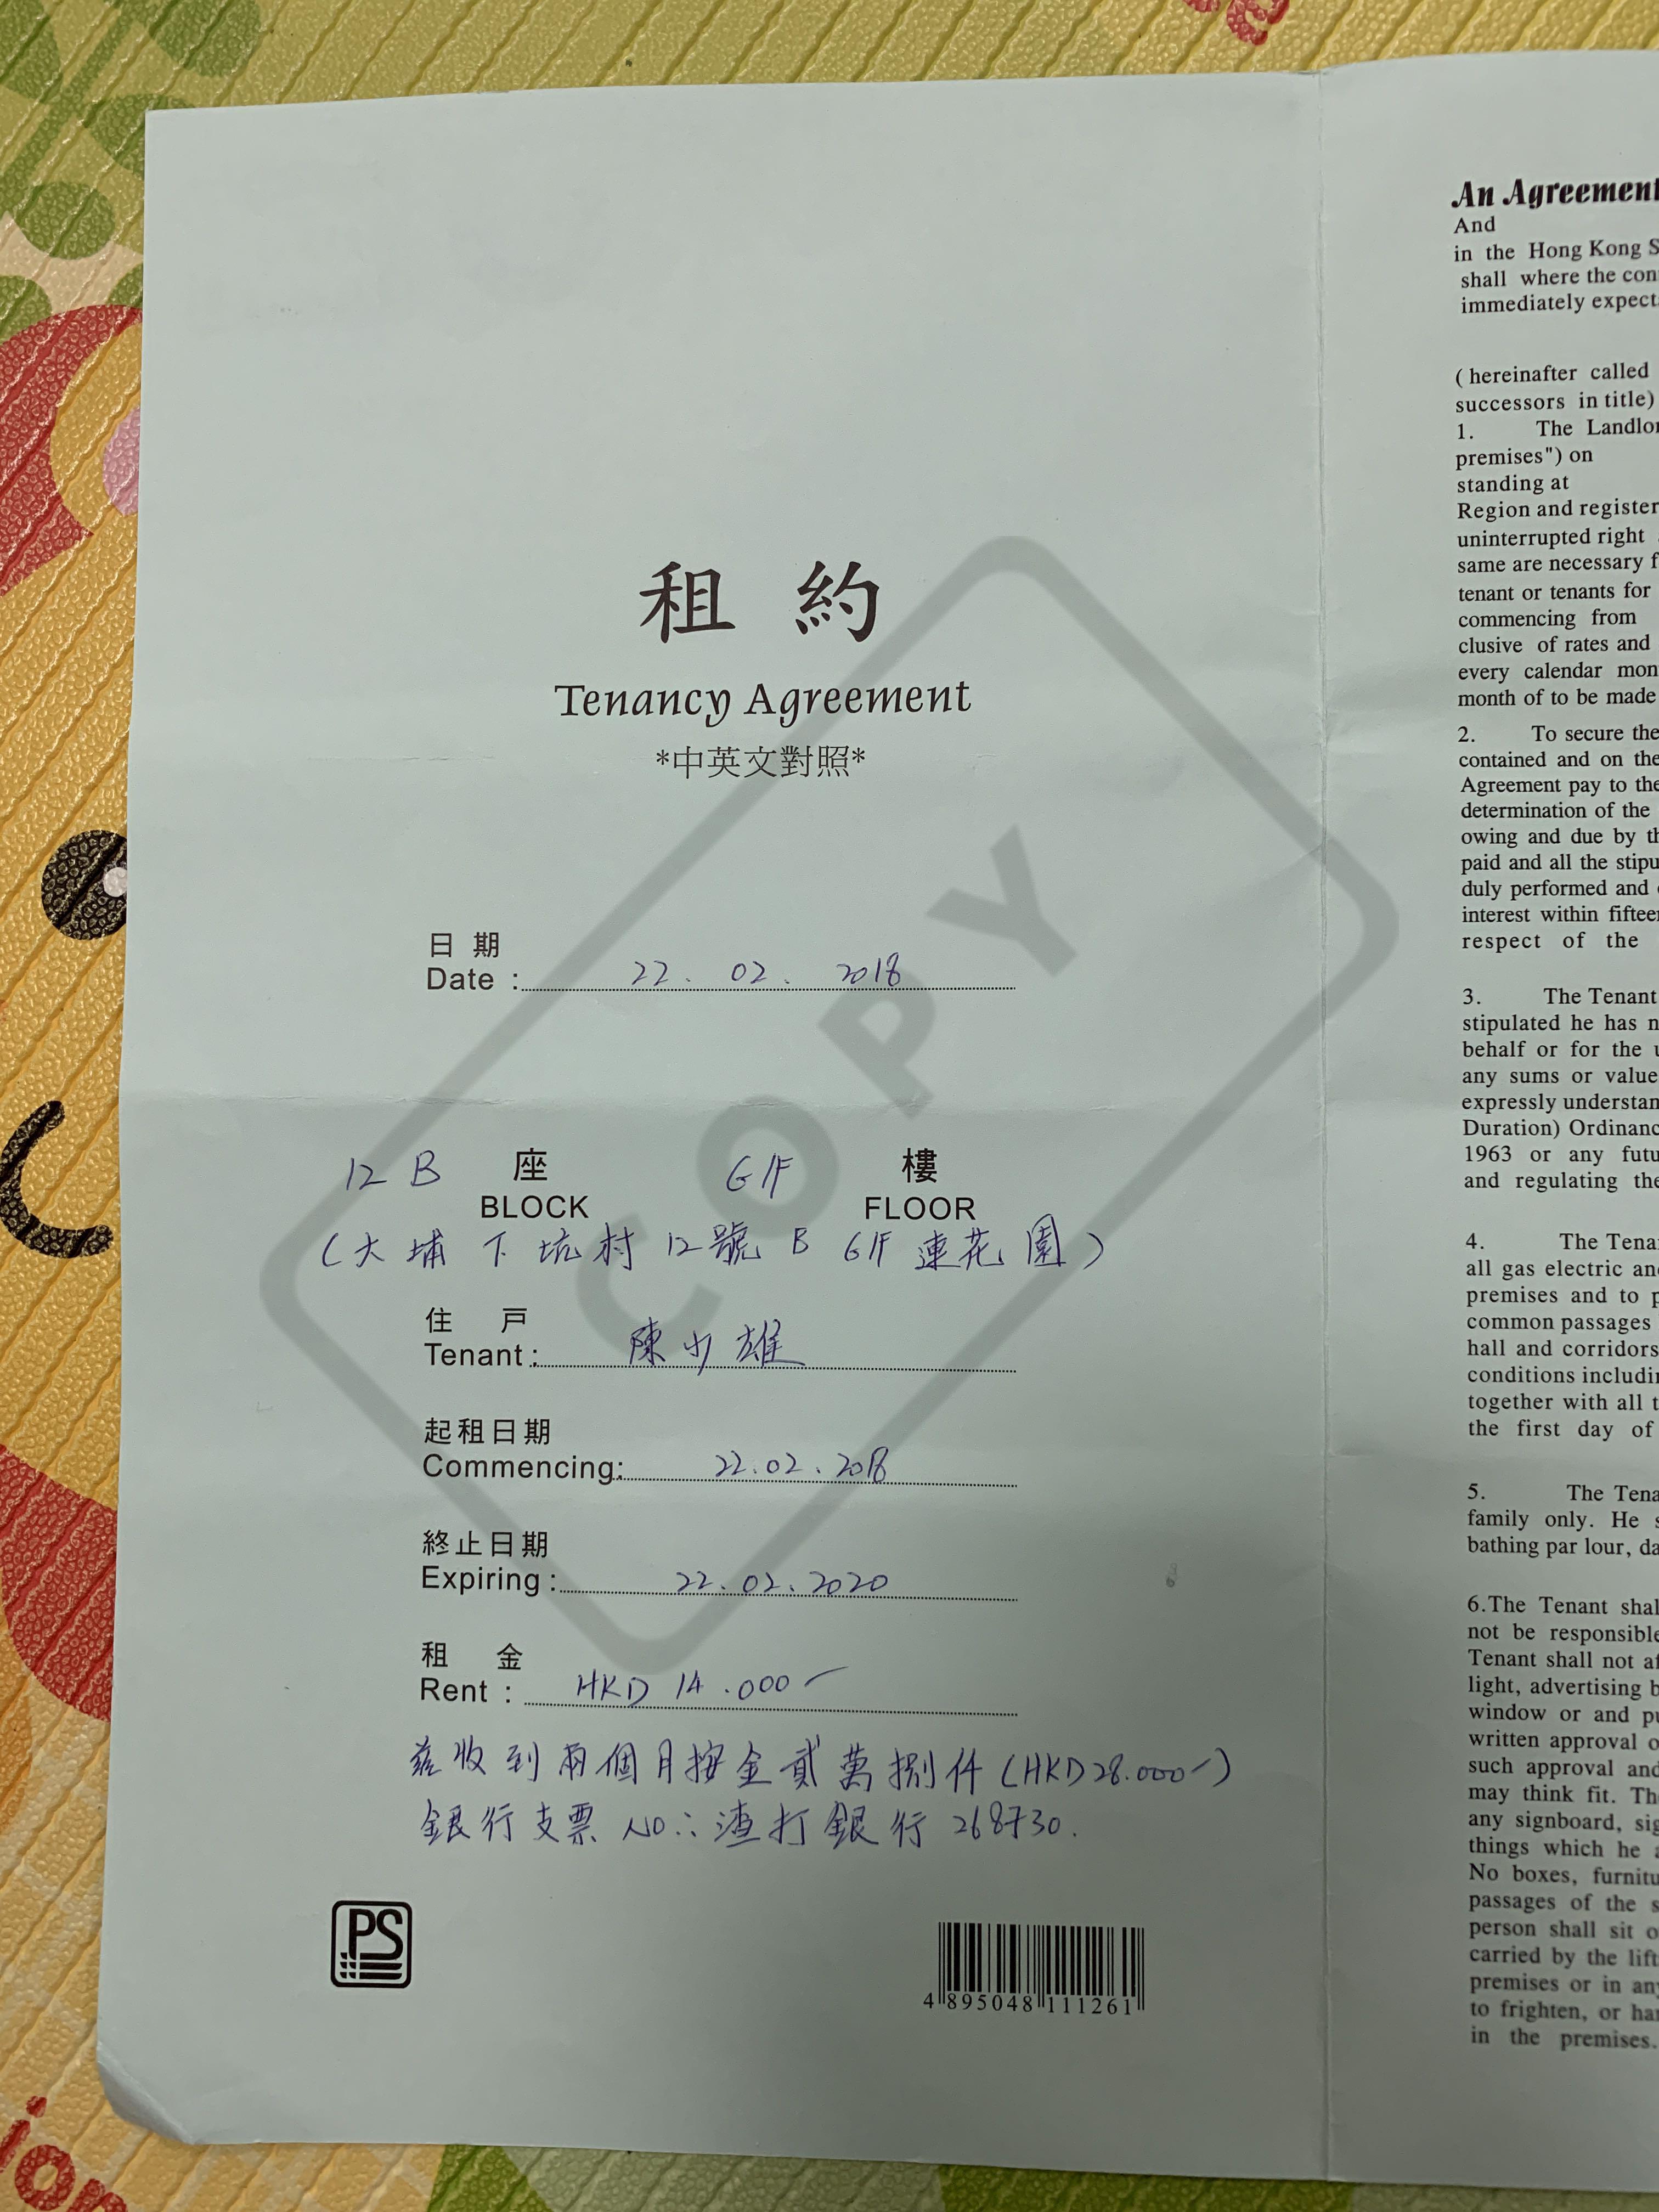 租約
Tenancy Agreement
*中英文對照*
日期
Date : 22. 02. 2018
12 B 座 G/F 樓
BLOCK FLOOR
(大埔下坑村12號B G/F 蓮花園)
住戶
Tenant : 陳少雄
起租日期
Commencing: 22.02.2018
終止日期
Expiring : 22.02.2020
租金
Rent : HKD 14.000
茲收到兩個月按金貳萬捌仟(HKD28.000-)
銀行支票 NO: 渣打銀行 268730.
COPY
PS
4 895048 111261
An Agreement
And
in the Hong Kong S
shall where the con
immediately expect
( hereinafter called
successors in title)
1. The Landlo
premises") on
standing at
Region and register
uninterrupted right
same are necessary f
tenant or tenants for
commencing from
clusive of rates and
every calendar mon
month of to be made
2. To secure the
contained and on the
Agreement pay to the
determination of the
owing and due by th
paid and all the stipu
duly performed and
interest within fifteen
respect of the
3. The Tenant
stipulated he has n
behalf or for the u
any sums or value
expressly understan
Duration) Ordinanc
1963 or any futu
and regulating the
4. The Tena
all gas electric and
premises and to p
common passages
hall and corridors
conditions includin
together with all t
the first day of
5. The Tena
family only. He s
bathing par lour, da
6.The Tenant shal
not be responsible
Tenant shall not af
light, advertising b
window or and pu
written approval o
such approval and
may think fit. Th
any signboard, sig
things which he a
No boxes, furnitu
passages of the s
person shall sit o
carried by the lift
premises or in any
to frighten, or ha
in the premises.
ion